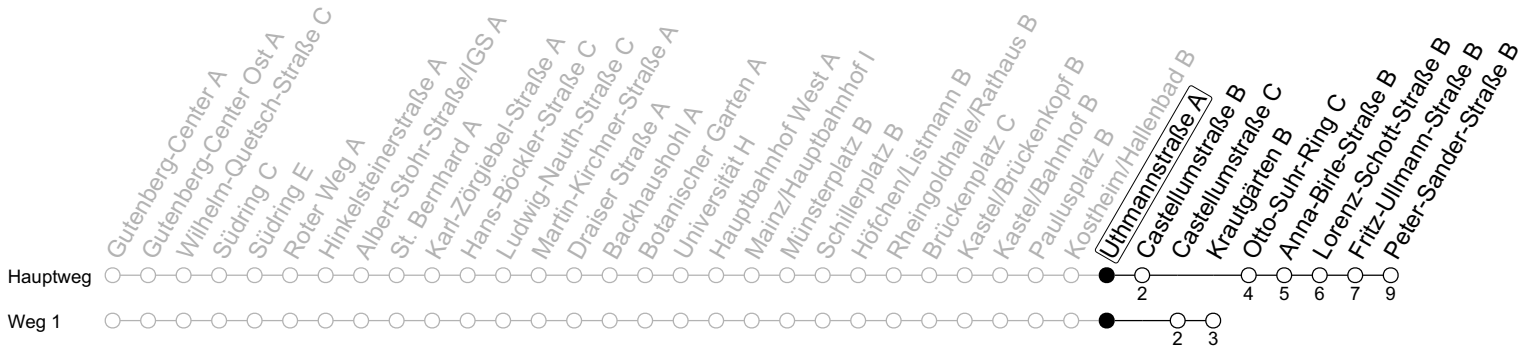 Gutenberg-Center A
Gutenberg-Center Ost A
Wilhelm-Quetsch-Straße C
Südring C
Südring E
Roter Weg A
Hinkelsteinerstraße A
Albert-Stohr-Straße/IGS A
St. Bernhard A
Karl-Zörgiebel-Straße A
Hans-Böckler-Straße C
Ludwig-Nauth-Straße C
Martin-Kirchner-Straße A
Draiser Straße A
Backhaushohl A
Botanischer Garten A
Universität H
Hauptbahnhof West A
Mainz/Hauptbahnhof I
Münsterplatz B
Schillerplatz B
Höfchen/Listmann B
Rheingoldhalle/Rathaus B
Brückenplatz C
Kastel/Brückenkopf B
Kastel/Bahnhof B
Paulusplatz B
Kostheim/Hallenbad B
Uthmannstraße A
Castellumstraße B
Castellumstraße C
Krautgärten B
Otto-Suhr-Ring C
Anna-Birle-Straße B
Lorenz-Schott-Straße B
Fritz-Ullmann-Straße B
Peter-Sander-Straße B
Hauptweg
2 4 5 6 7 9
Weg 1
2 3